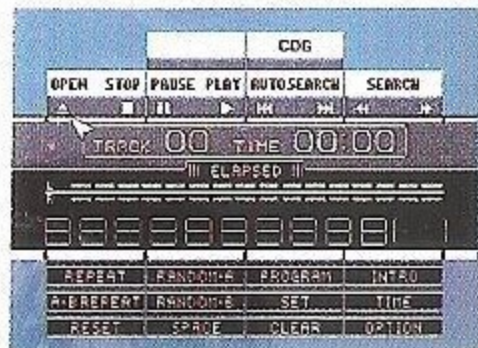 CDG
OPEN STOP PAUSE PLAY AUTOSEARCH SEARCH
TRACK 00 TIME 00:00
ELAPSED
REPEAT RANDOM-A PROGRAM INTRO
A-B REPEAT RANDOM-B SET TIME
RESET SPACE CLEAR OPTION